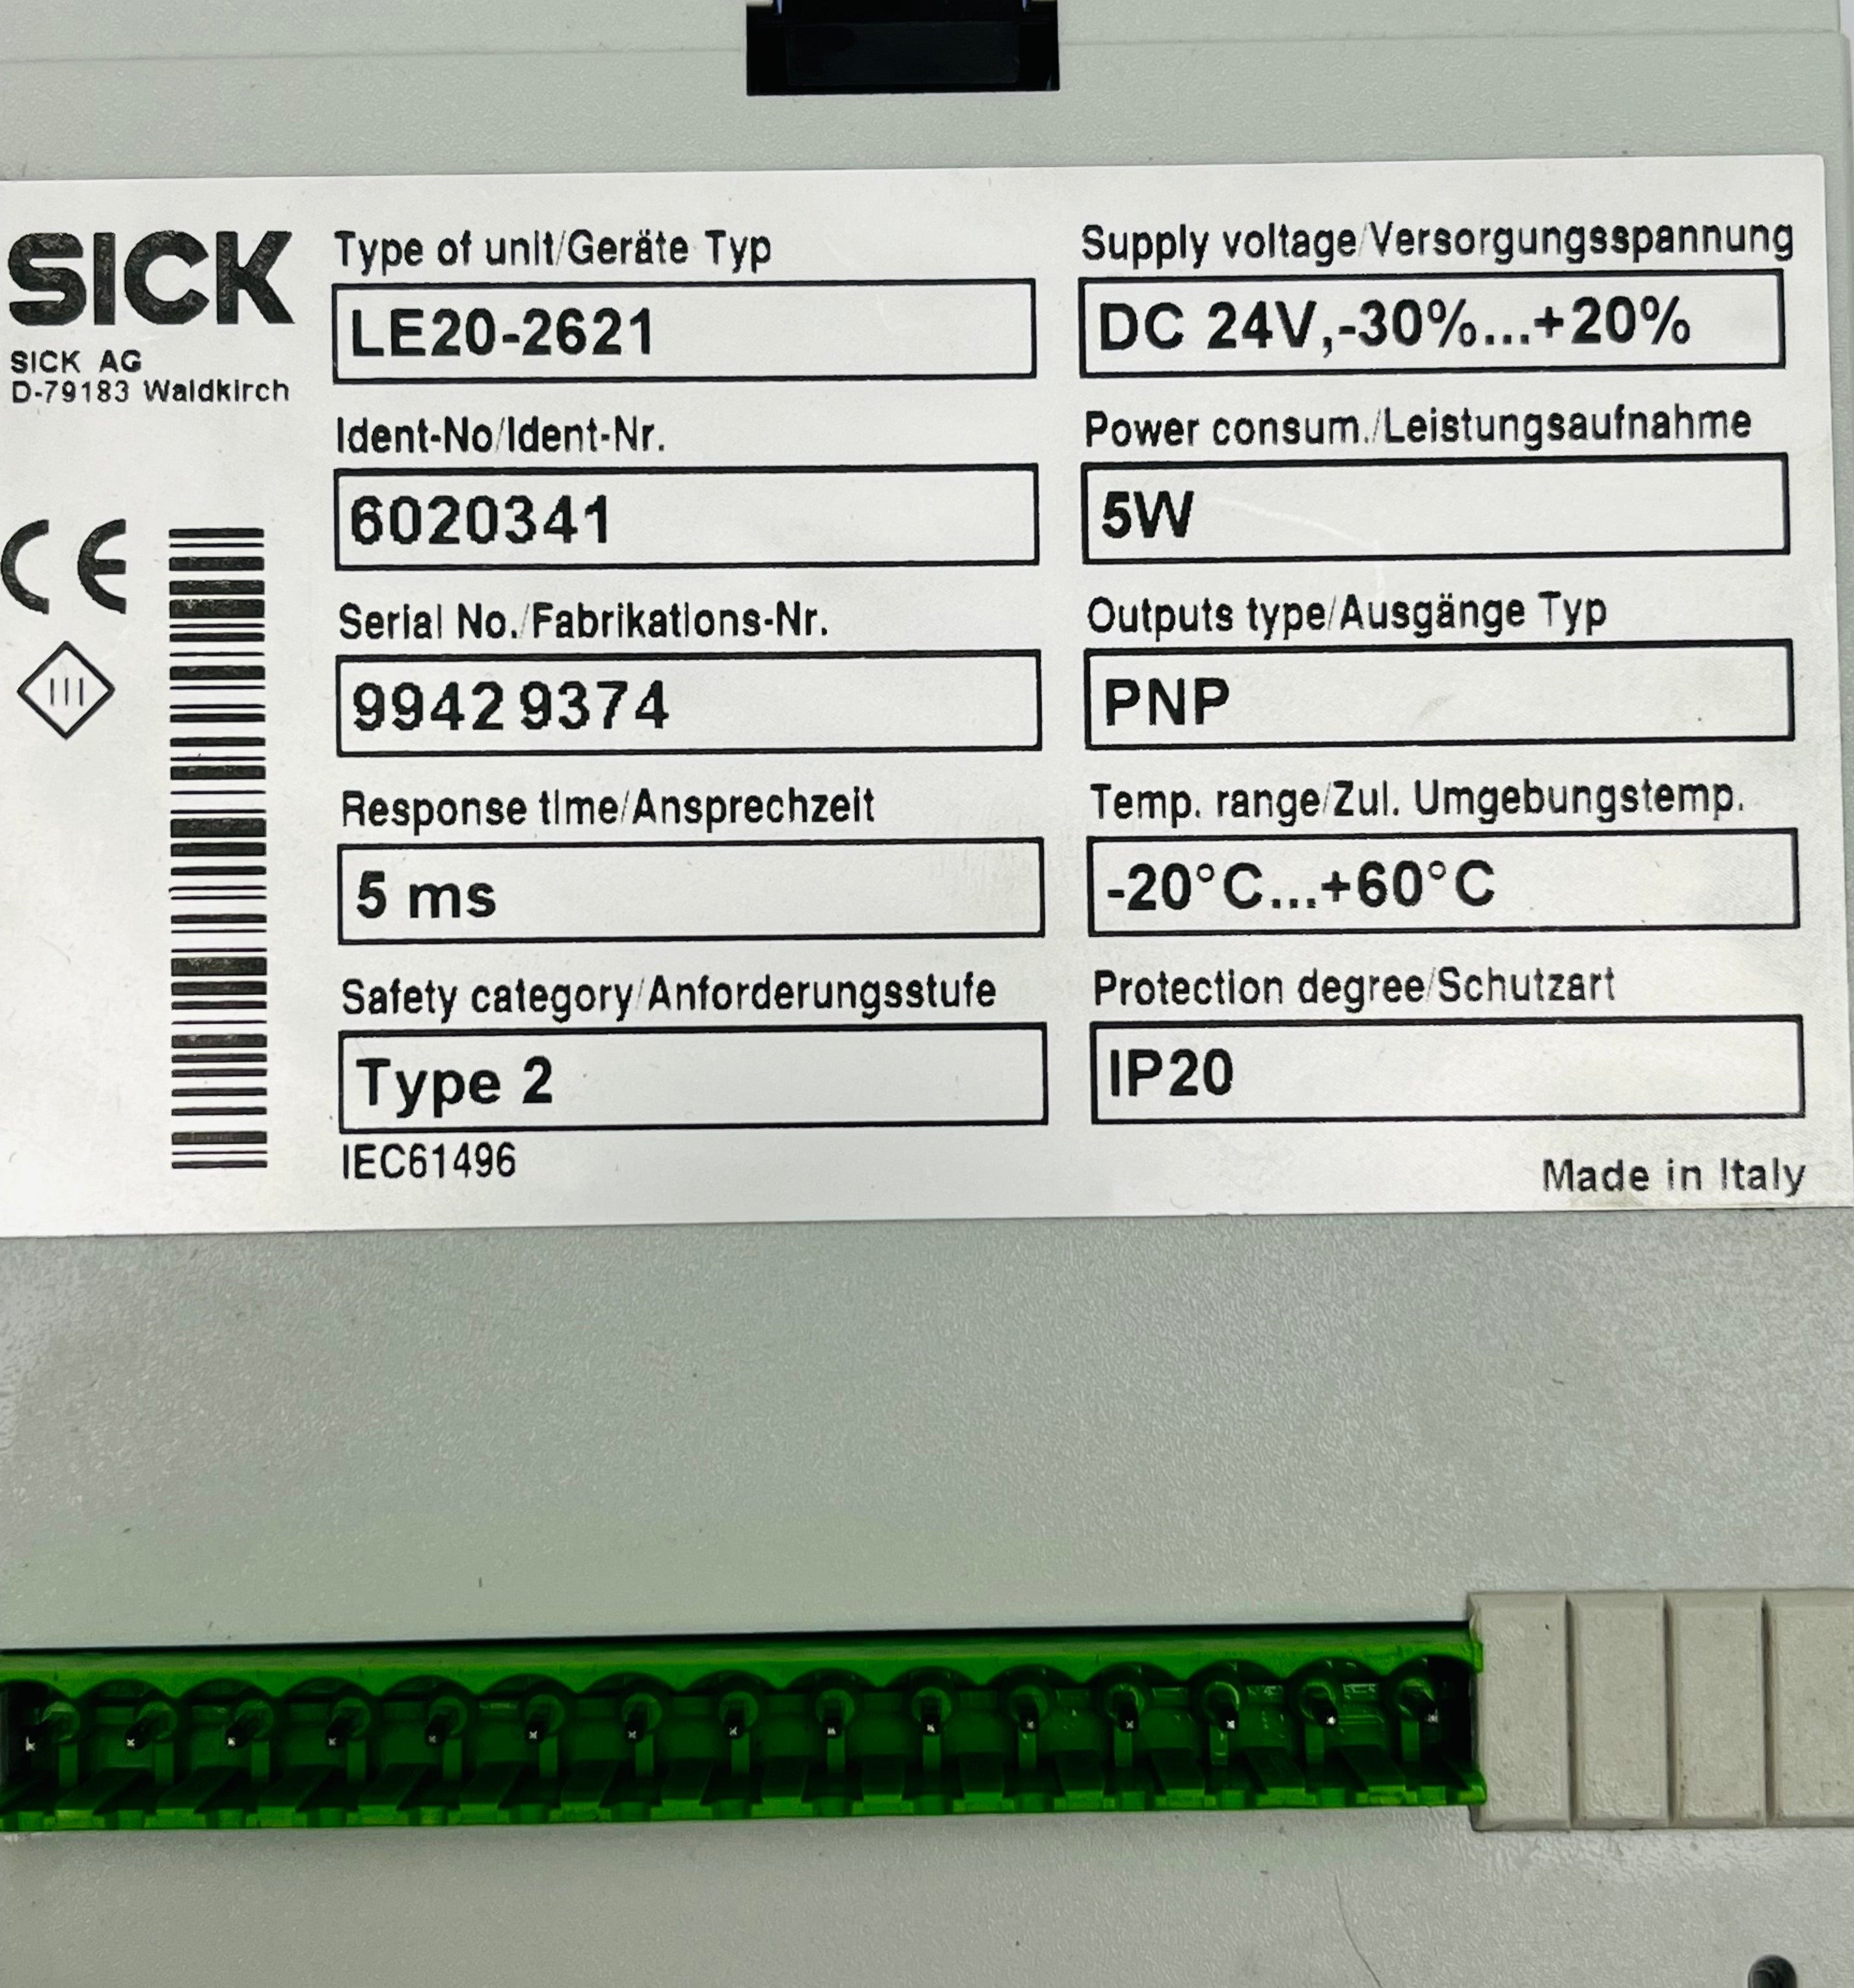 SICK
SICK AG
D-79183 Waldkirch
CE
III
Type of unit/Geräte Typ
LE20-2621
Ident-No/Ident-Nr.
6020341
Serial No./Fabrikations-Nr.
9942 9374
Response time/Ansprechzeit
5 ms
Safety category/Anforderungsstufe
Type 2
IEC61496
Supply voltage/Versorgungsspannung
DC 24V,-30%...+20%
Power consum./Leistungsaufnahme
5W
Outputs type/Ausgänge Typ
PNP
Temp. range/Zul. Umgebungstemp.
-20°C...+60°C
Protection degree/Schutzart
IP20
Made in Italy